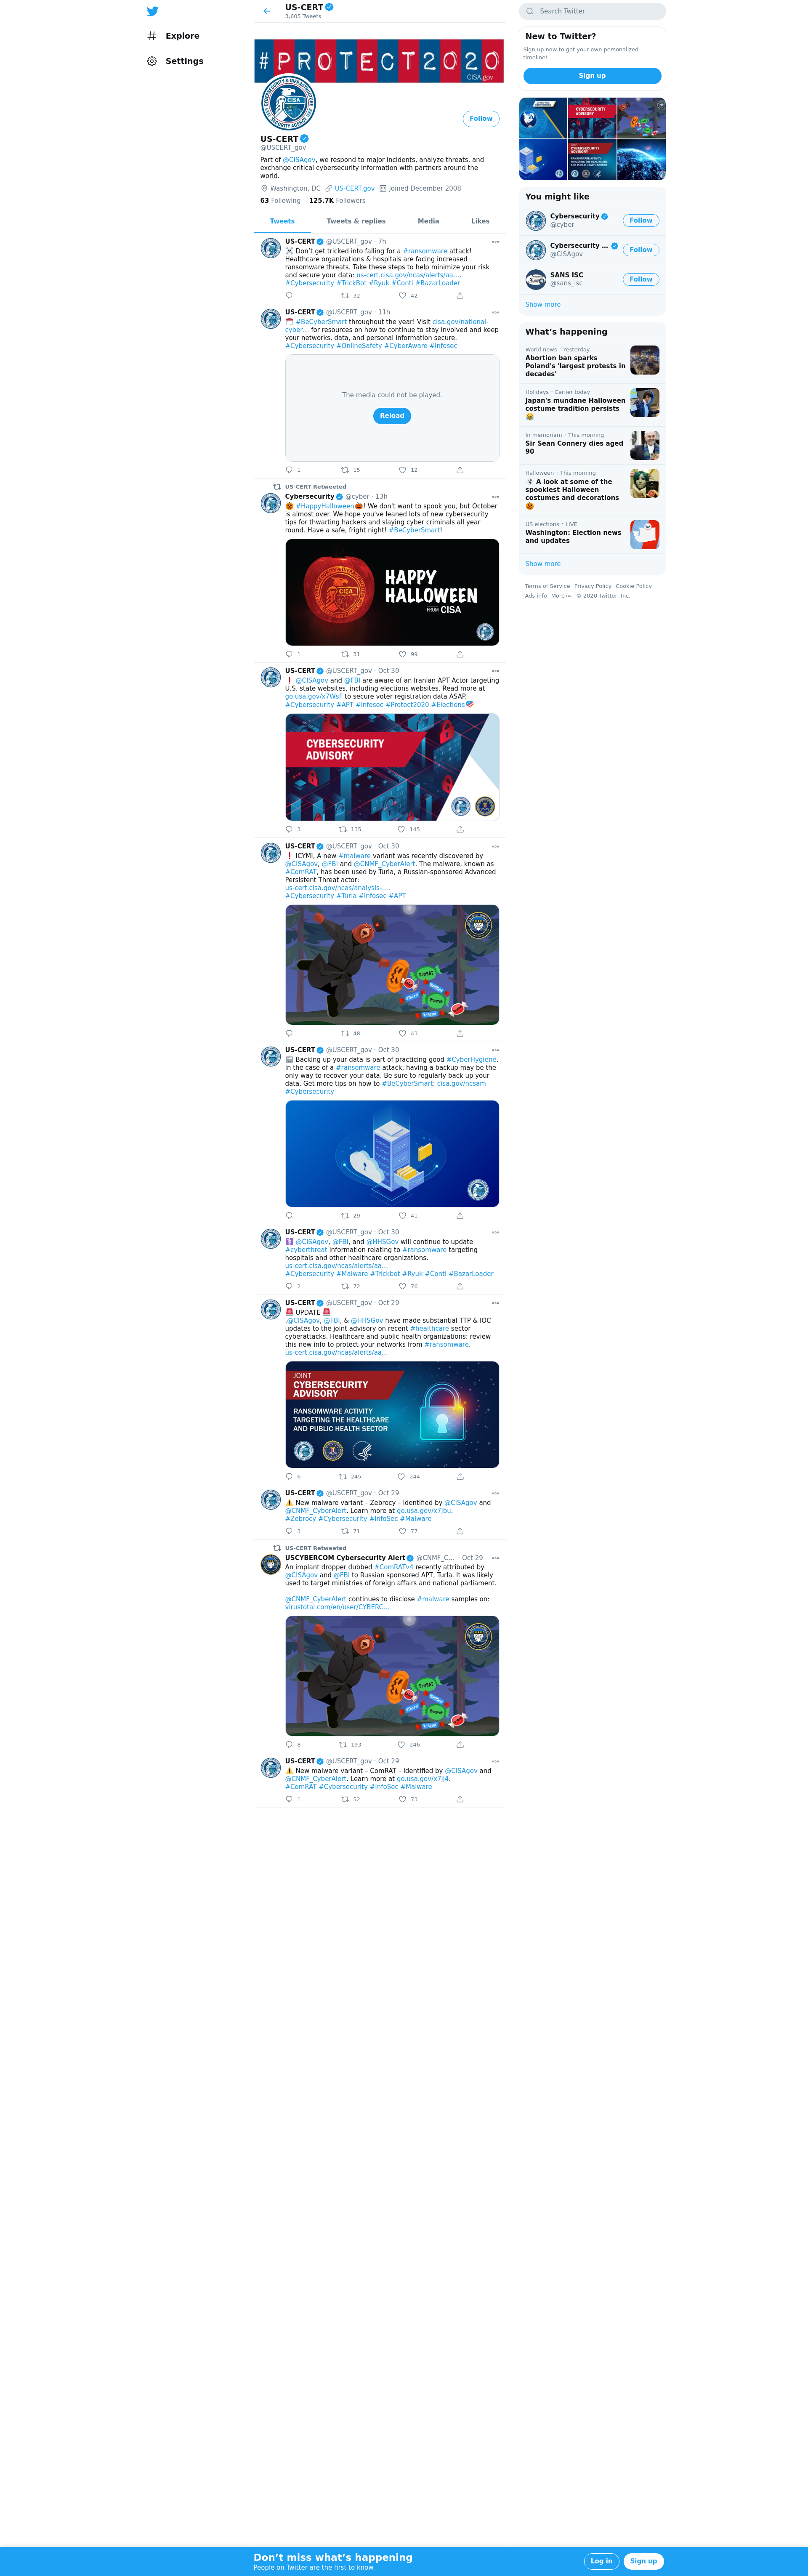 Explore
Settings
US-CERT
3,605 Tweets
#PROTECT2020
CISA.gov
CYBERSECURITY & INFRASTRUCTURE SECURITY AGENCY
CISA
Follow
US-CERT
@USCERT_gov
Part of @CISAgov, we respond to major incidents, analyze threats, and
exchange critical cybersecurity information with partners around the
world.
Washington, DC US-CERT.gov Joined December 2008
63 Following 125.7K Followers
Tweets Tweets & replies Media Likes
US-CERT @USCERT_gov · 7h
Don't get tricked into falling for a #ransomware attack!
Healthcare organizations & hospitals are facing increased
ransomware threats. Take these steps to help minimize your risk
and secure your data: us-cert.cisa.gov/ncas/alerts/aa….
#Cybersecurity #TrickBot #Ryuk #Conti #BazarLoader
32 42
US-CERT @USCERT_gov · 11h
#BeCyberSmart throughout the year! Visit cisa.gov/national-
cyber… for resources on how to continue to stay involved and keep
your networks, data, and personal information secure.
#Cybersecurity #OnlineSafety #CyberAware #Infosec
The media could not be played.
Reload
1 15 12
US-CERT Retweeted
Cybersecurity @cyber · 13h
🎃 #HappyHalloween🎃! We don't want to spook you, but October
is almost over. We hope you've leaned lots of new cybersecurity
tips for thwarting hackers and slaying cyber criminals all year
round. Have a safe, fright night! #BeCyberSmart!
HAPPY
HALLOWEEN
FROM CISA
1 31 99
US-CERT @USCERT_gov · Oct 30
❗ @CISAgov and @FBI are aware of an Iranian APT Actor targeting
U.S. state websites, including elections websites. Read more at
go.usa.gov/x7WsF to secure voter registration data ASAP.
#Cybersecurity #APT #Infosec #Protect2020 #Elections
CYBERSECURITY
ADVISORY
3 135 145
US-CERT @USCERT_gov · Oct 30
❗ ICYMI, A new #malware variant was recently discovered by
@CISAgov, @FBI and @CNMF_CyberAlert. The malware, known as
#ComRAT, has been used by Turla, a Russian-sponsored Advanced
Persistent Threat actor:
us-cert.cisa.gov/ncas/analysis-….
#Cybersecurity #Turla #Infosec #APT
48 43
US-CERT @USCERT_gov · Oct 30
Backing up your data is part of practicing good #CyberHygiene.
In the case of a #ransomware attack, having a backup may be the
only way to recover your data. Be sure to regularly back up your
data. Get more tips on how to #BeCyberSmart: cisa.gov/ncsam
#Cybersecurity
29 41
US-CERT @USCERT_gov · Oct 30
@CISAgov, @FBI, and @HHSGov will continue to update
#cyberthreat information relating to #ransomware targeting
hospitals and other healthcare organizations.
us-cert.cisa.gov/ncas/alerts/aa…
#Cybersecurity #Malware #Trickbot #Ryuk #Conti #BazarLoader
2 72 76
US-CERT @USCERT_gov · Oct 29
🚨 UPDATE 🚨
.@CISAgov, @FBI, & @HHSGov have made substantial TTP & IOC
updates to the joint advisory on recent #healthcare sector
cyberattacks. Healthcare and public health organizations: review
this new info to protect your networks from #ransomware.
us-cert.cisa.gov/ncas/alerts/aa…
JOINT
CYBERSECURITY
ADVISORY
RANSOMWARE ACTIVITY
TARGETING THE HEALTHCARE
AND PUBLIC HEALTH SECTOR
6 245 244
US-CERT @USCERT_gov · Oct 29
⚠️ New malware variant – Zebrocy – identified by @CISAgov and
@CNMF_CyberAlert. Learn more at go.usa.gov/x7Jbu.
#Zebrocy #Cybersecurity #InfoSec #Malware
3 71 77
US-CERT Retweeted
USCYBERCOM Cybersecurity Alert @CNMF_C… · Oct 29
An implant dropper dubbed #ComRATv4 recently attributed by
@CISAgov and @FBI to Russian sponsored APT, Turla. It was likely
used to target ministries of foreign affairs and national parliament.
@CNMF_CyberAlert continues to disclose #malware samples on:
virustotal.com/en/user/CYBERC…
8 193 246
US-CERT @USCERT_gov · Oct 29
⚠️ New malware variant – ComRAT – identified by @CISAgov and
@CNMF_CyberAlert. Learn more at go.usa.gov/x7JJ4.
#ComRAT #Cybersecurity #InfoSec #Malware
1 52 73
Search Twitter
New to Twitter?
Sign up now to get your own personalized
timeline!
Sign up
You might like
Cybersecurity
@cyber
Follow
Cybersecurity …
@CISAgov
Follow
SANS ISC
@sans_isc
Follow
Show more
What's happening
World news · Yesterday
Abortion ban sparks
Poland's 'largest protests in
decades'
Holidays · Earlier today
Japan's mundane Halloween
costume tradition persists
😂
In memoriam · This morning
Sir Sean Connery dies aged
90
Halloween · This morning
A look at some of the
spookiest Halloween
costumes and decorations
🎃
US elections · LIVE
Washington: Election news
and updates
Show more
Terms of Service Privacy Policy Cookie Policy
Ads info More © 2020 Twitter, Inc.
Don't miss what's happening
People on Twitter are the first to know.
Log in
Sign up